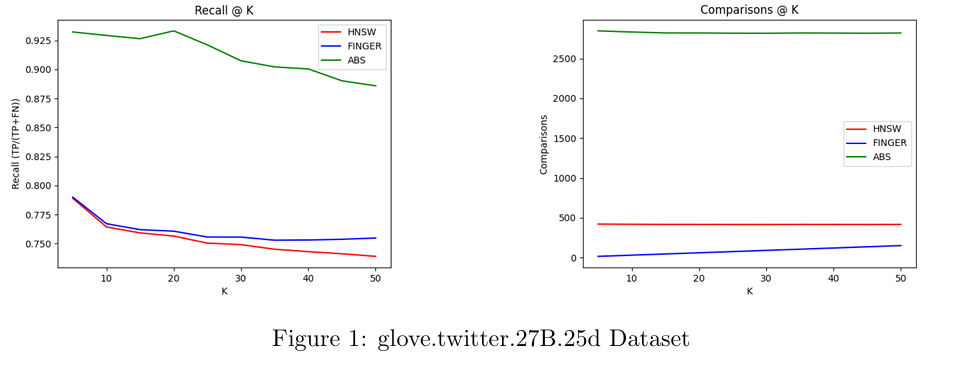 Recall @ K
Recall (TP/(TP+FN))
0.925
0.900
0.875
0.850
0.825
0.800
0.775
0.750
10 20 30 40 50
K
HNSW
FINGER
ABS
Comparisons @ K
Comparisons
2500
2000
1500
1000
500
0
10 20 30 40 50
K
HNSW
FINGER
ABS
Figure 1: glove.twitter.27B.25d Dataset